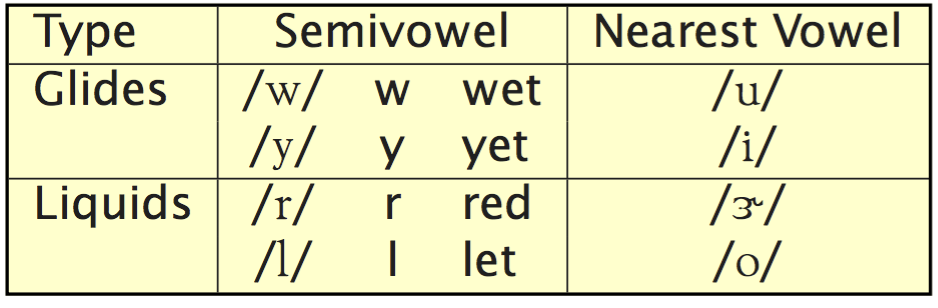 Type Semivowel Nearest Vowel
Glides /w/ w wet /u/
/y/ y yet /i/
Liquids /r/ r red /ɝ/
/l/ l let /o/